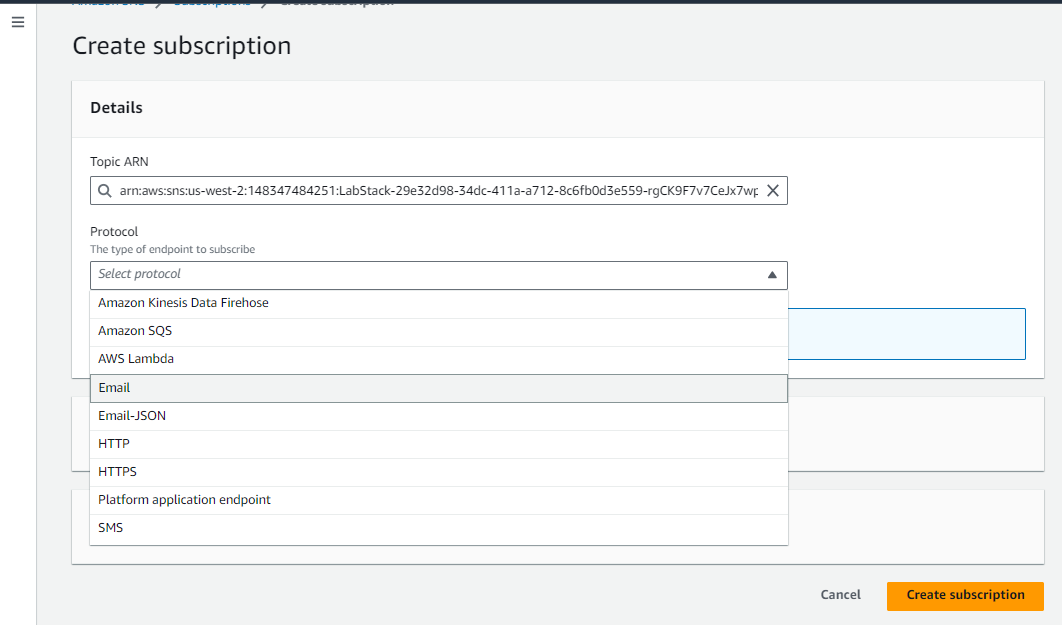 Amazon SNS > Subscriptions > Create subscription
Create subscription
Details
Topic ARN
arn:aws:sns:us-west-2:148347484251:LabStack-29e32d98-34dc-411a-a712-8c6fb0d3e559-rgCK9F7v7CeJx7wp
Protocol
The type of endpoint to subscribe
Select protocol
Amazon Kinesis Data Firehose
Amazon SQS
AWS Lambda
Email
Email-JSON
HTTP
HTTPS
Platform application endpoint
SMS
Cancel
Create subscription